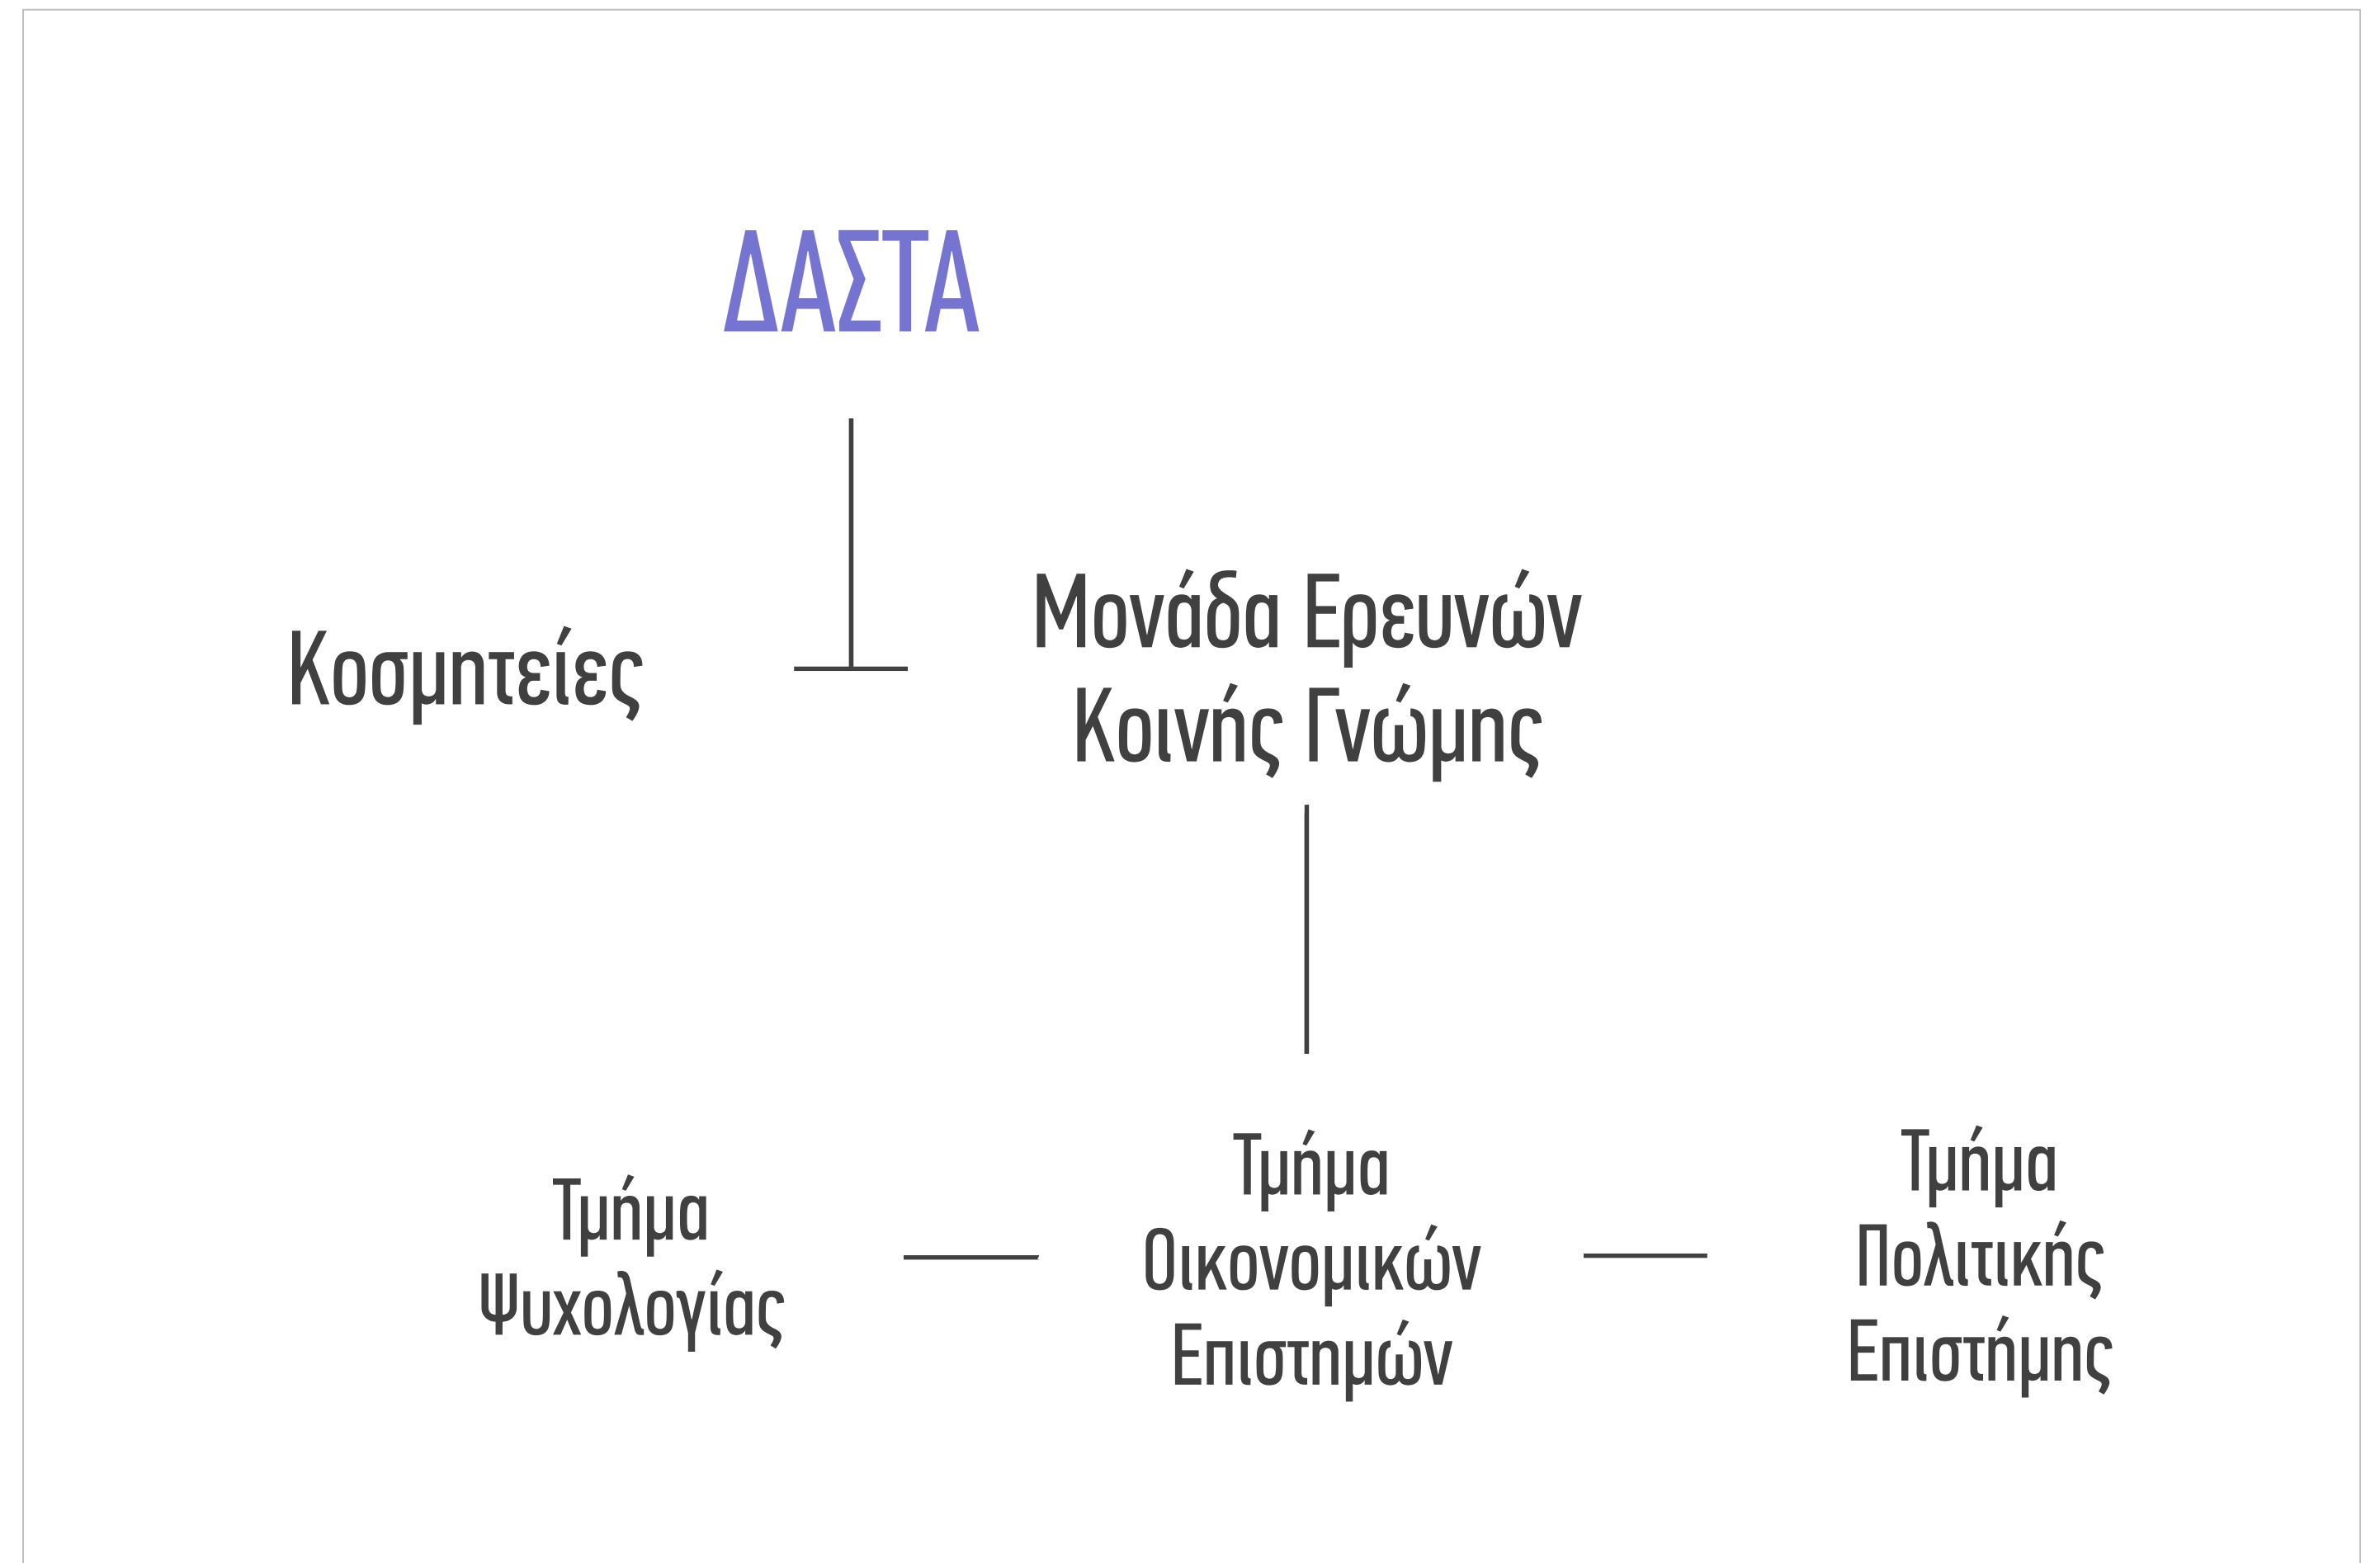 ΔΑΣΤΑ
Κοσμητείες
Μονάδα Ερευνών
Κοινής Γνώμης
Τμήμα
Ψυχολογίας
Τμήμα
Οικονομικών
Επιστημών
Τμήμα
Πολιτικής
Επιστήμης